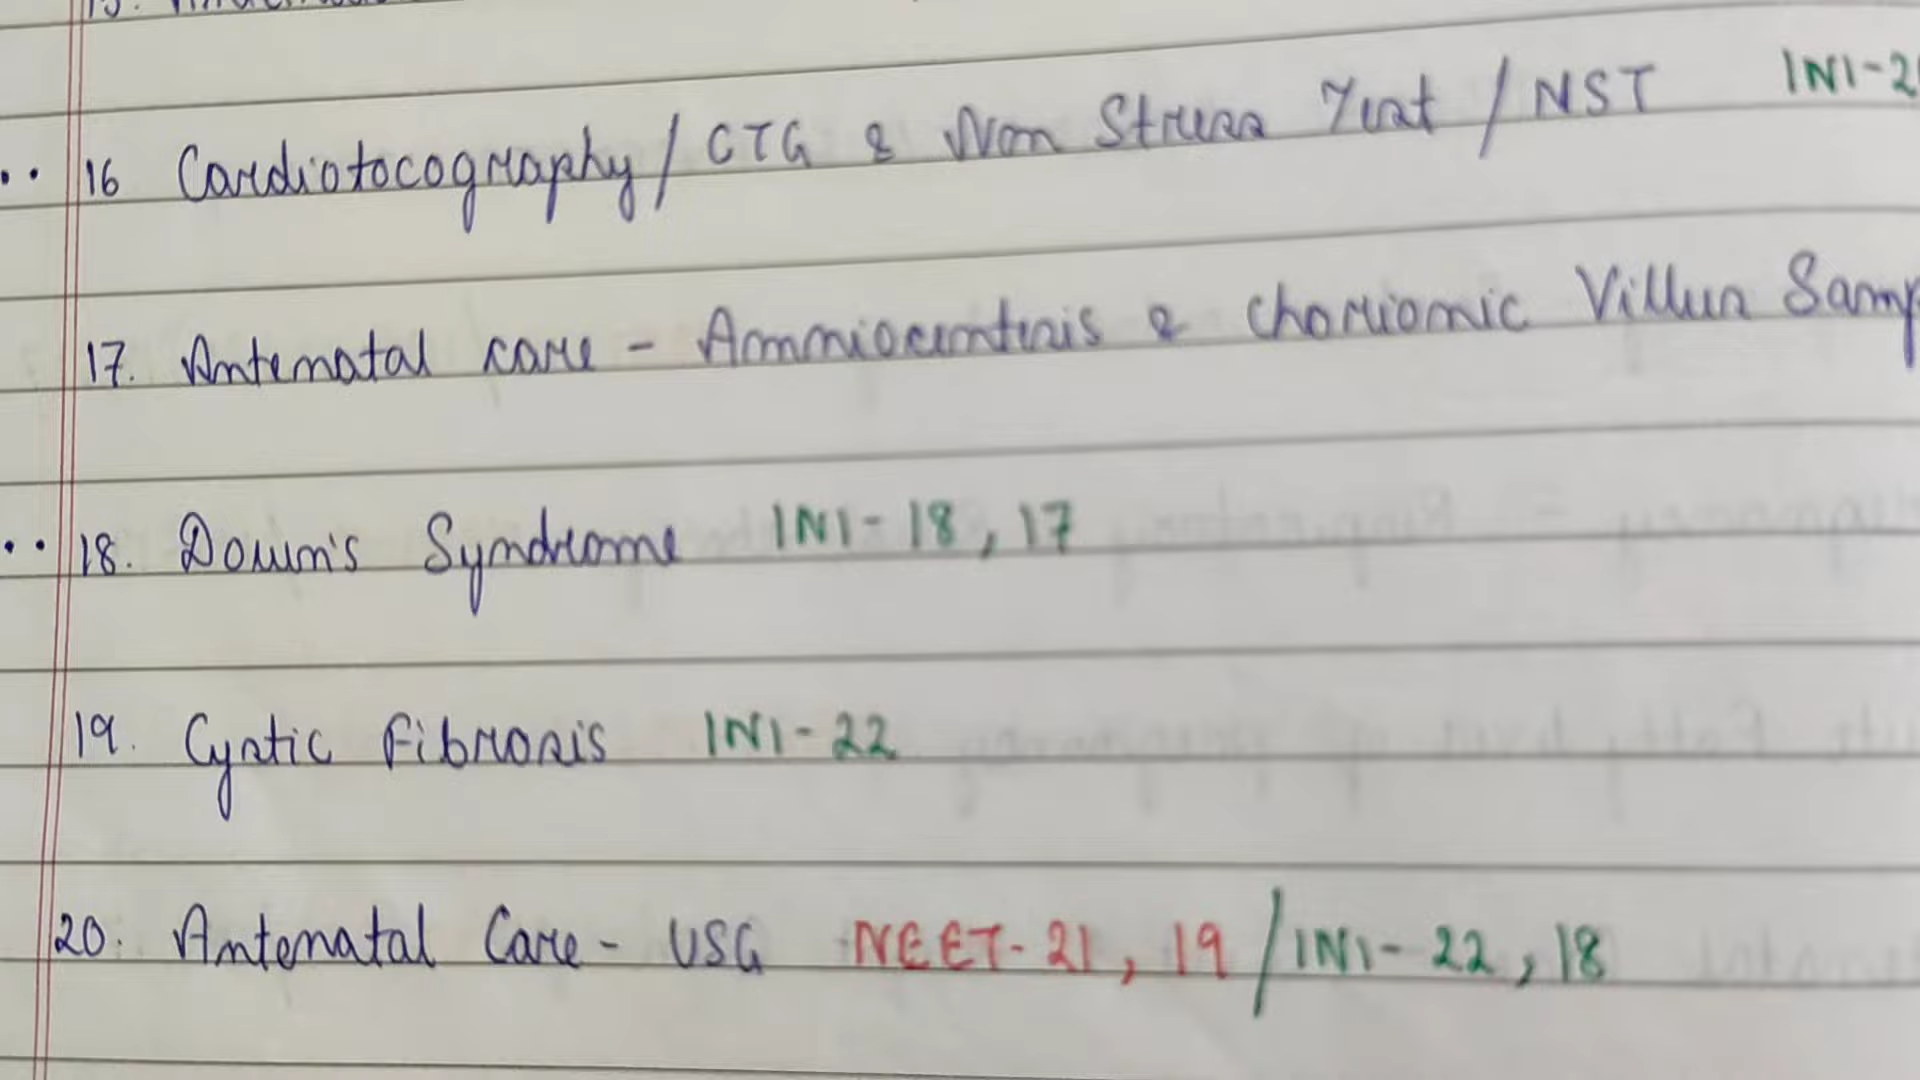 16 Cardiotocography / CTG & Non Stress Test / NST INI-2
17. Antenatal care - Amniocentesis & Chorionic Villus Samp
18. Down's Syndrome INI-18, 17
19. Cystic Fibrosis INI-22
20. Antenatal Care - USG NEET-21, 19 / INI-22, 18